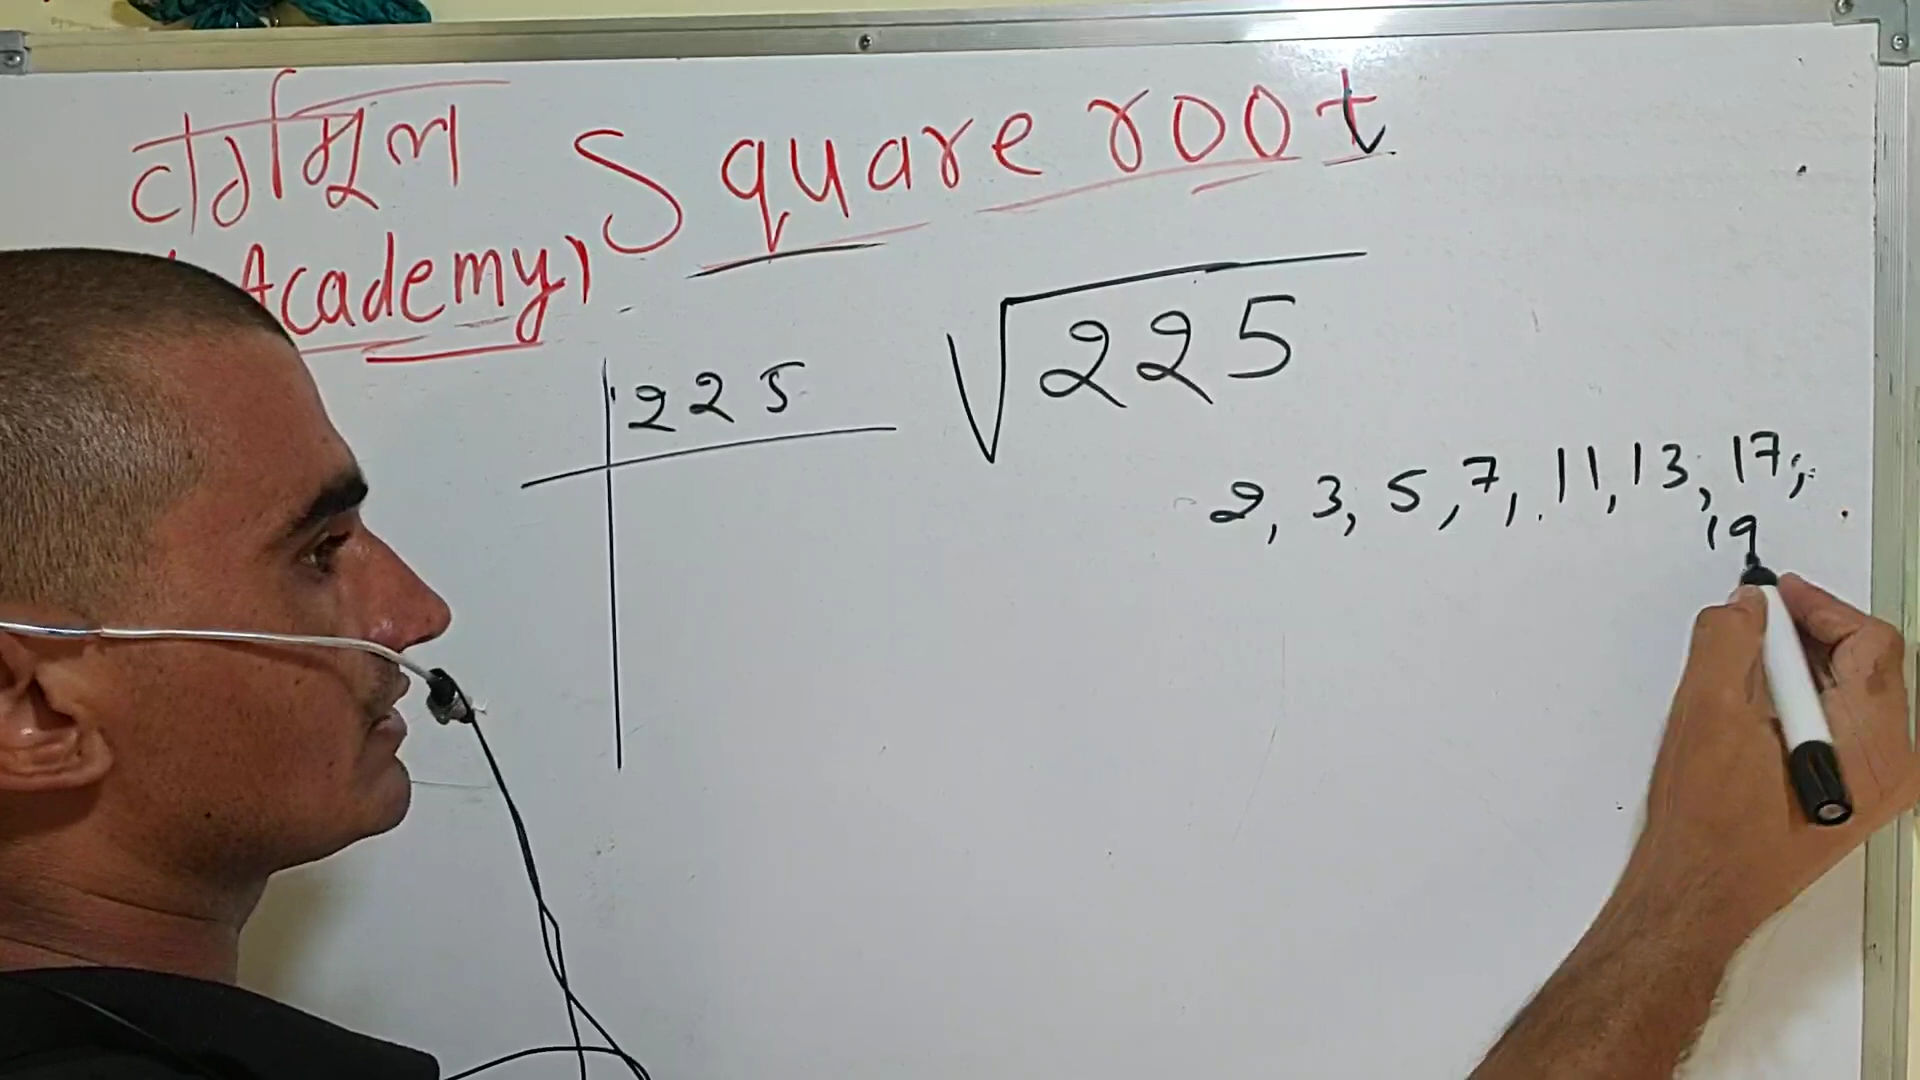 वर्गमूल Square root
Academy)
225
√225
2, 3, 5, 7, 11, 13, 17,
19